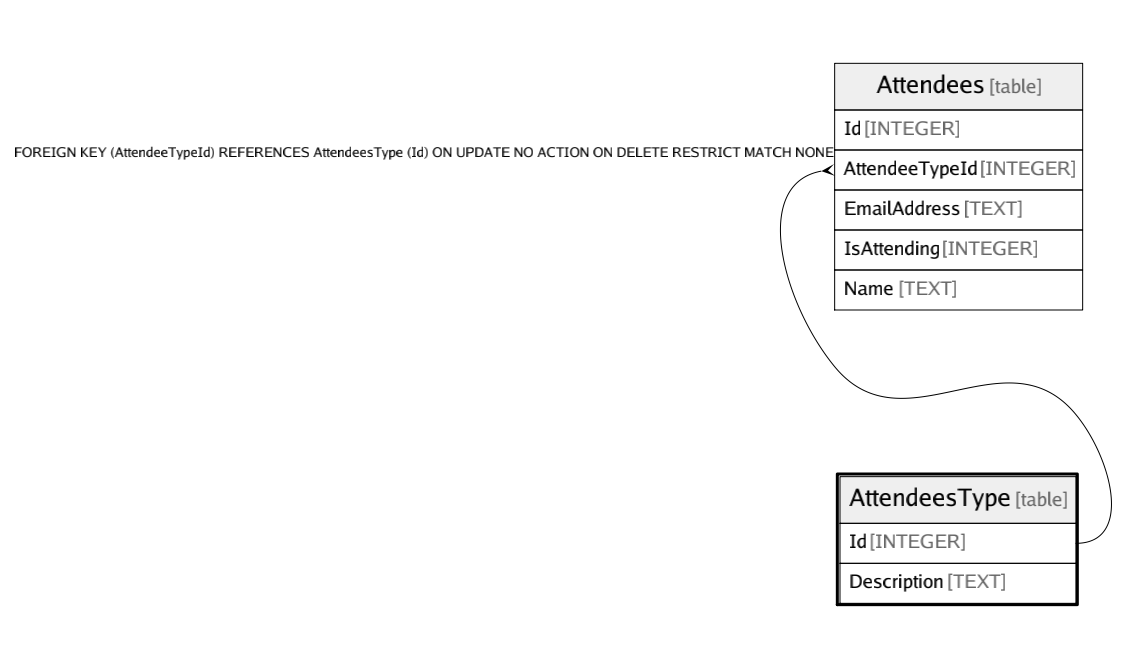 Attendees [table]
Id [INTEGER]
FOREIGN KEY (AttendeeTypeId) REFERENCES AttendeesType (Id) ON UPDATE NO ACTION ON DELETE RESTRICT MATCH NONE
AttendeeTypeId [INTEGER]
EmailAddress [TEXT]
IsAttending [INTEGER]
Name [TEXT]
AttendeesType [table]
Id [INTEGER]
Description [TEXT]